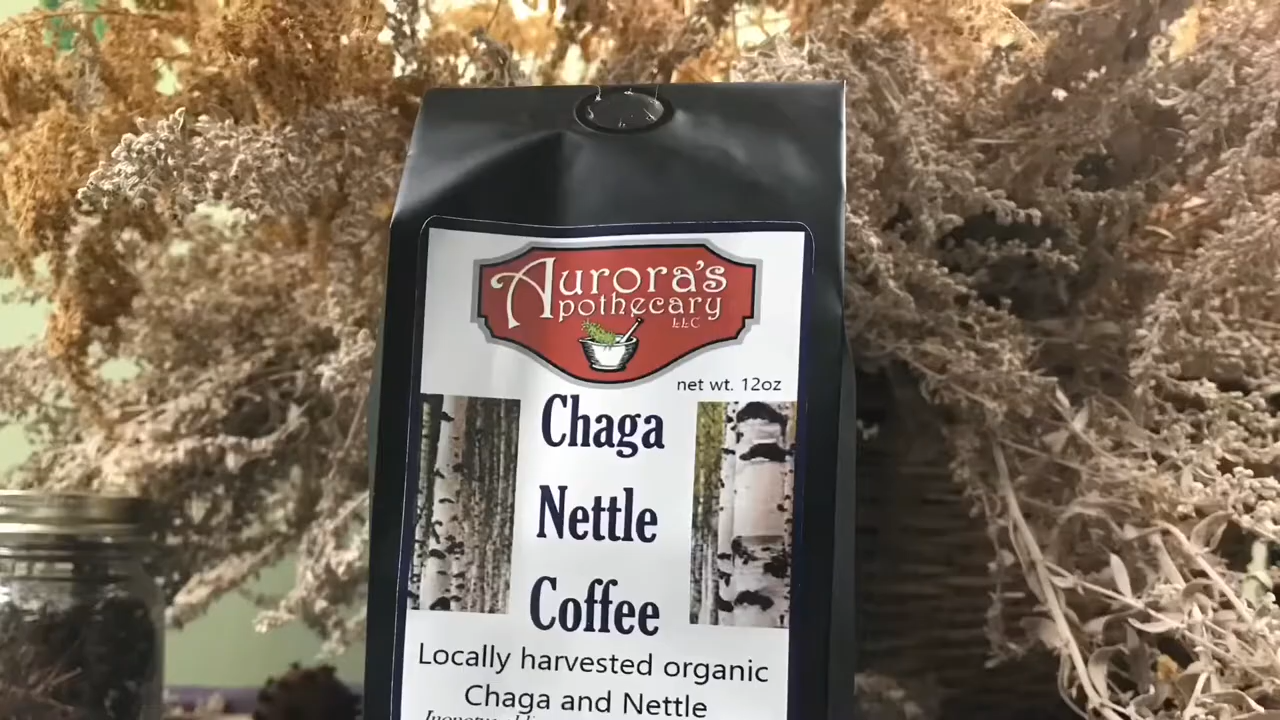 Aurora's
Apothecary
LLC
net wt. 12oz
Chaga
Nettle
Coffee
Locally harvested organic
Chaga and Nettle